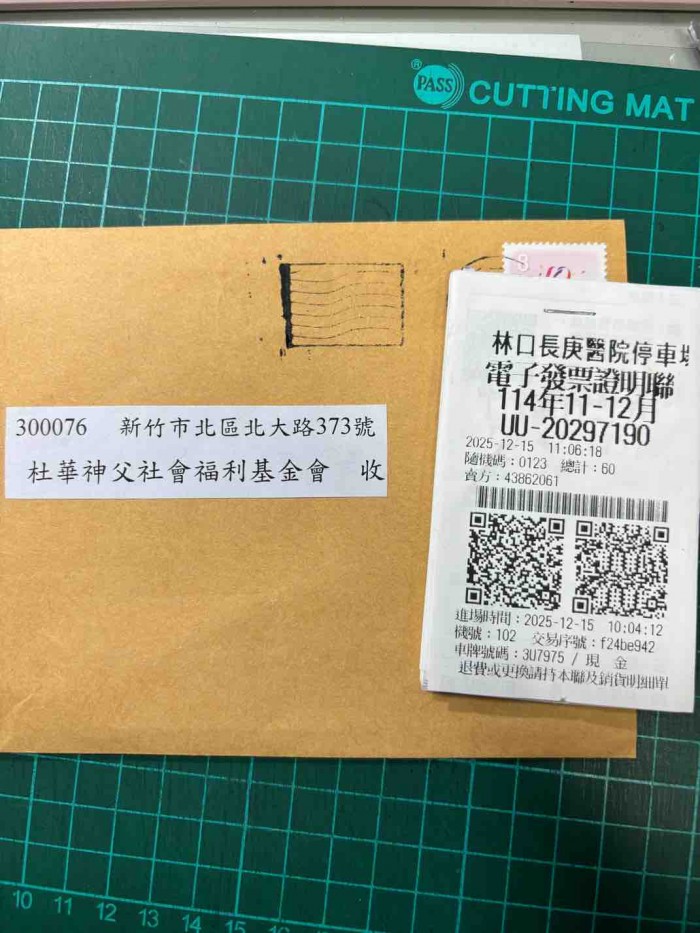 ® PASS CUTTING MAT
8
300076 新竹市北區北大路373號
杜華神父社會福利基金會 收
林口長庚醫院停車場
電子發票證明聯
114年11-12月
UU-20297190
2025-12-15 11:06:18
隨機碼:0123 總計:60
賣方:43862061
進場時間:2025-12-15 10:04:12
機號:102 交易序號:f24be942
車牌號碼:3U7975 / 現 金
退費或更換請持本聯及銷貨明細單
10 11 12 13 14 15 16